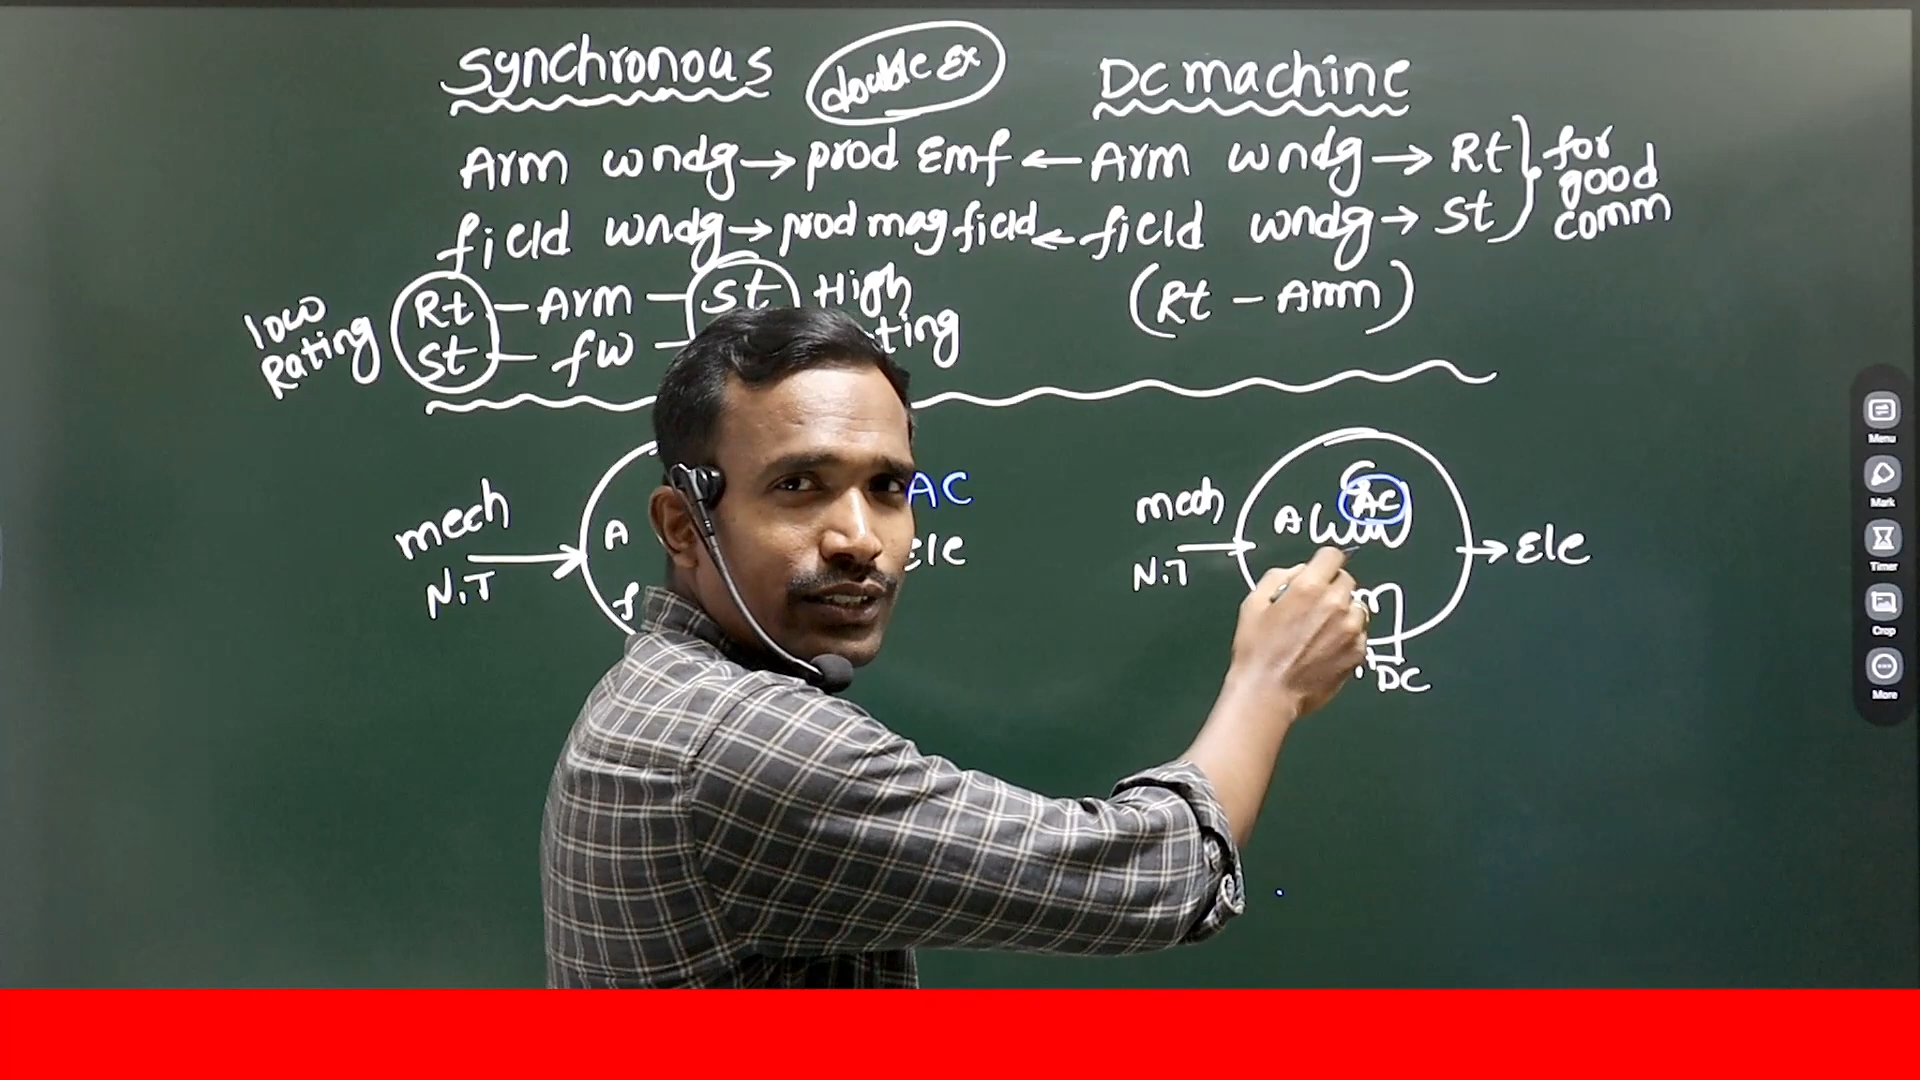 Synchronous double Ex Dc machine
Arm wndg → prod Emf ← Arm wndg → Rt } for good comm
field wndg → prod mag field ← field wndg → St
low Rating Rt - Arm - St High
St - fw - ting
(Rt - Arm)
mech
N.T
A
f
AC
Ele
mech
N.T
A
AC
DC
→ Ele
Menu
Mark
Timer
Crop
More